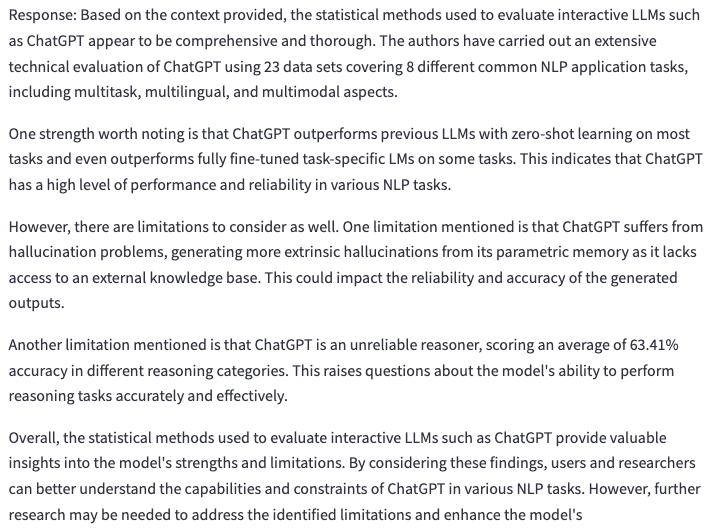 Response: Based on the context provided, the statistical methods used to evaluate interactive LLMs such
as ChatGPT appear to be comprehensive and thorough. The authors have carried out an extensive
technical evaluation of ChatGPT using 23 data sets covering 8 different common NLP application tasks,
including multitask, multilingual, and multimodal aspects.
One strength worth noting is that ChatGPT outperforms previous LLMs with zero-shot learning on most
tasks and even outperforms fully fine-tuned task-specific LMs on some tasks. This indicates that ChatGPT
has a high level of performance and reliability in various NLP tasks.
However, there are limitations to consider as well. One limitation mentioned is that ChatGPT suffers from
hallucination problems, generating more extrinsic hallucinations from its parametric memory as it lacks
access to an external knowledge base. This could impact the reliability and accuracy of the generated
outputs.
Another limitation mentioned is that ChatGPT is an unreliable reasoner, scoring an average of 63.41%
accuracy in different reasoning categories. This raises questions about the model's ability to perform
reasoning tasks accurately and effectively.
Overall, the statistical methods used to evaluate interactive LLMs such as ChatGPT provide valuable
insights into the model's strengths and limitations. By considering these findings, users and researchers
can better understand the capabilities and constraints of ChatGPT in various NLP tasks. However, further
research may be needed to address the identified limitations and enhance the model's